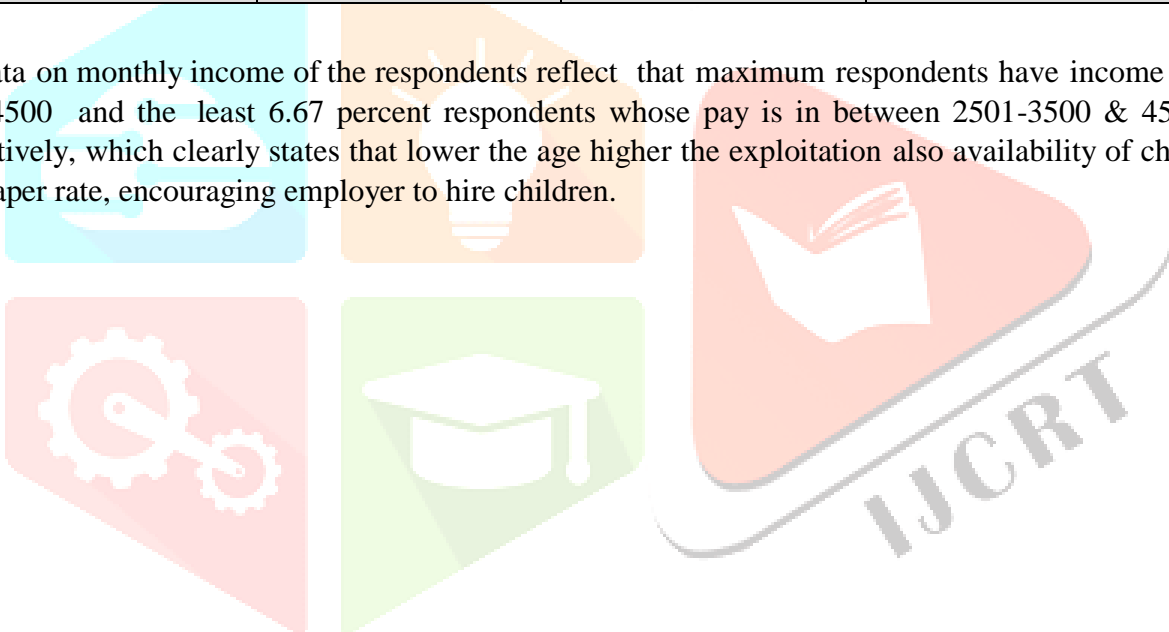 ata on monthly income of the respondents reflect that maximum respondents have income
4500 and the least 6.67 percent respondents whose pay is in between 2501-3500 & 45
tively, which clearly states that lower the age higher the exploitation also availability of ch
aper rate, encouraging employer to hire children.
IJCRT